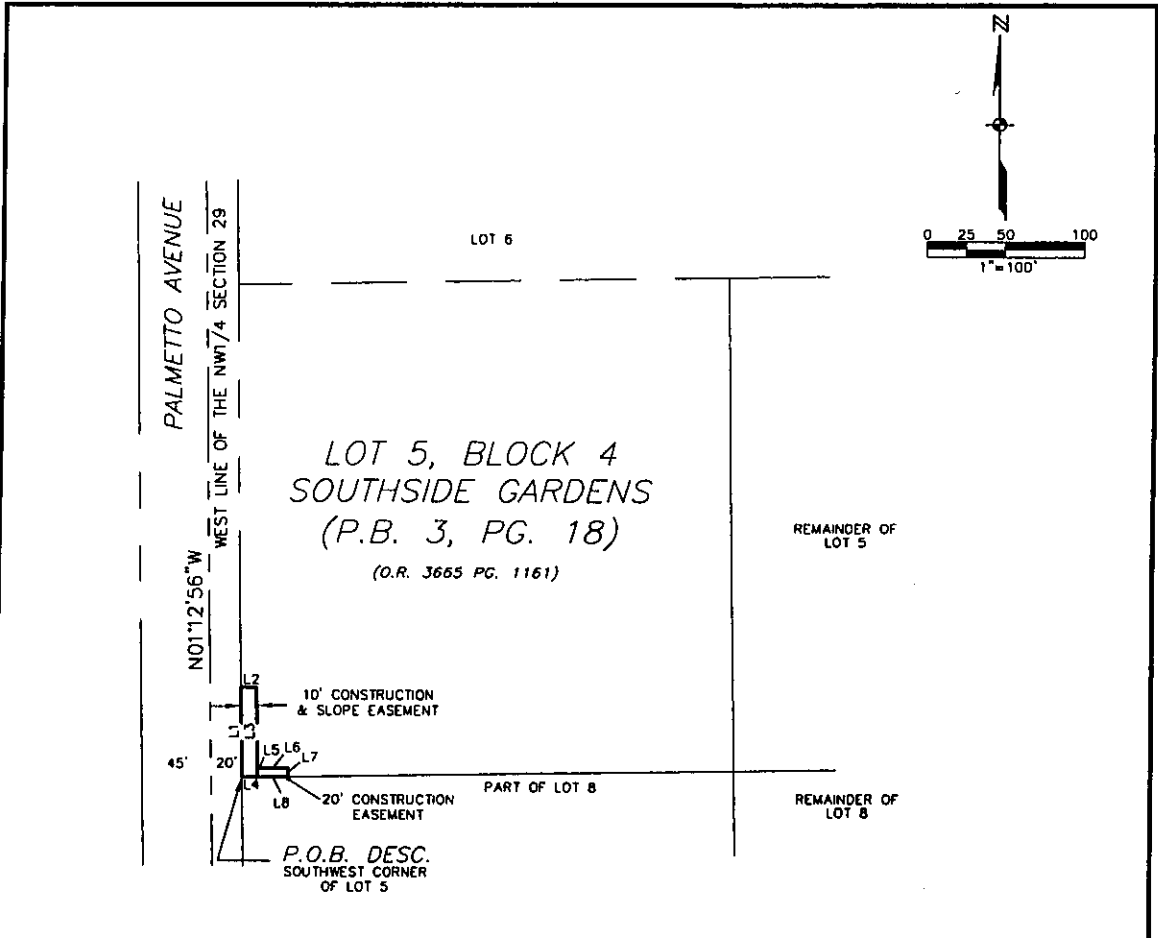 N
0 25 50 100
1"=100'
PALMETTO AVENUE
WEST LINE OF THE NW1/4 SECTION 29
N01°12'56"W
LOT 6
LOT 5, BLOCK 4
SOUTHSIDE GARDENS
(P.B. 3, PG. 18)
(O.R. 3665 PG. 1161)
REMAINDER OF
LOT 5
L2
10' CONSTRUCTION
& SLOPE EASEMENT
L1
L3
45'
20'
L5
L6
L7
L4
L8
20' CONSTRUCTION
EASEMENT
PART OF LOT 8
REMAINDER OF
LOT 8
P.O.B. DESC.
SOUTHWEST CORNER
OF LOT 5